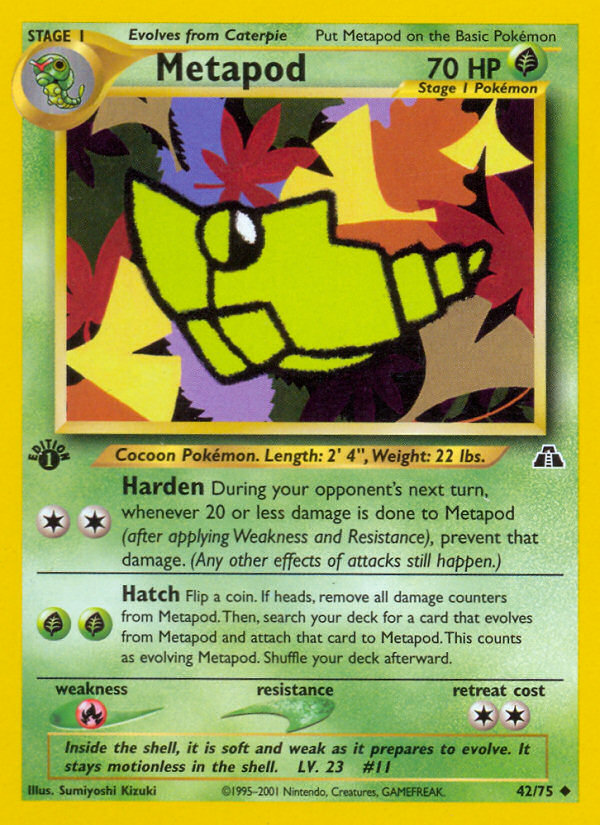 STAGE 1 Evolves from Caterpie Put Metapod on the Basic Pokémon
Metapod 70 HP
Stage 1 Pokémon
EDITION
1
Cocoon Pokémon. Length: 2' 4", Weight: 22 lbs.
Harden During your opponent's next turn,
whenever 20 or less damage is done to Metapod
(after applying Weakness and Resistance), prevent that
damage. (Any other effects of attacks still happen.)
Hatch Flip a coin. If heads, remove all damage counters
from Metapod. Then, search your deck for a card that evolves
from Metapod and attach that card to Metapod. This counts
as evolving Metapod. Shuffle your deck afterward.
weakness resistance retreat cost
Inside the shell, it is soft and weak as it prepares to evolve. It
stays motionless in the shell. LV. 23 #11
Illus. Sumiyoshi Kizuki ©1995-2001 Nintendo, Creatures, GAMEFREAK. 42/75